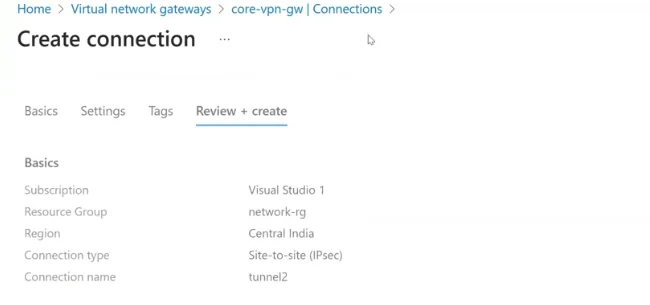 Home > Virtual network gateways > core-vpn-gw | Connections >
Create connection ...
Basics Settings Tags Review + create
Basics
Subscription Visual Studio 1
Resource Group network-rg
Region Central India
Connection type Site-to-site (IPsec)
Connection name tunnel2